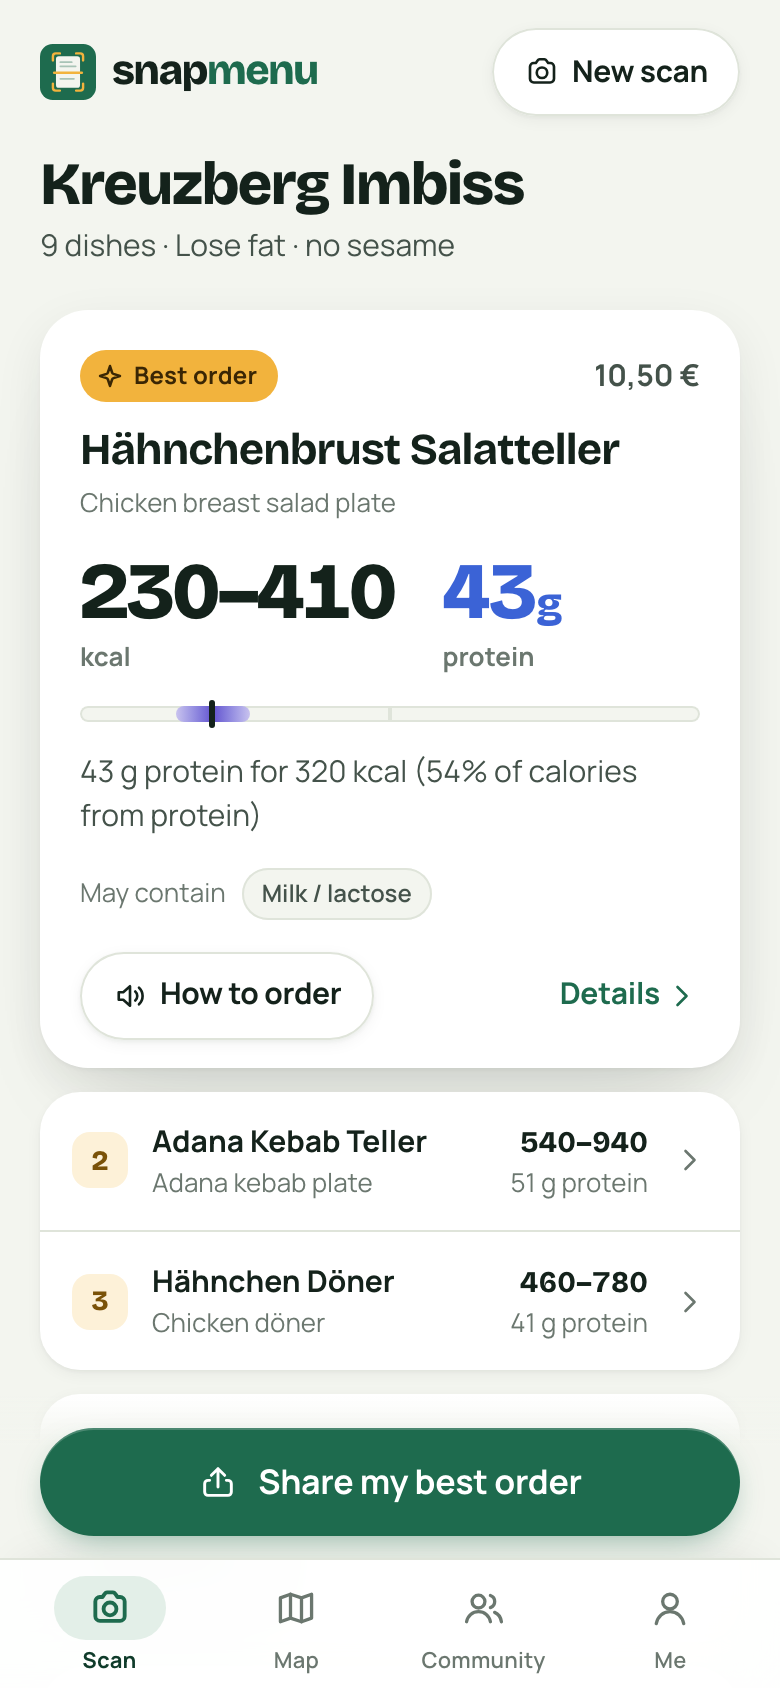 snapmenu
New scan
Kreuzberg Imbiss
9 dishes · Lose fat · no sesame
Best order
10,50 €
Hähnchenbrust Salatteller
Chicken breast salad plate
230–410 43g
kcal protein
43 g protein for 320 kcal (54% of calories
from protein)
May contain Milk / lactose
How to order
Details
2 Adana Kebab Teller 540–940
Adana kebab plate 51 g protein
3 Hähnchen Döner 460–780
Chicken döner 41 g protein
Share my best order
Scan Map Community Me